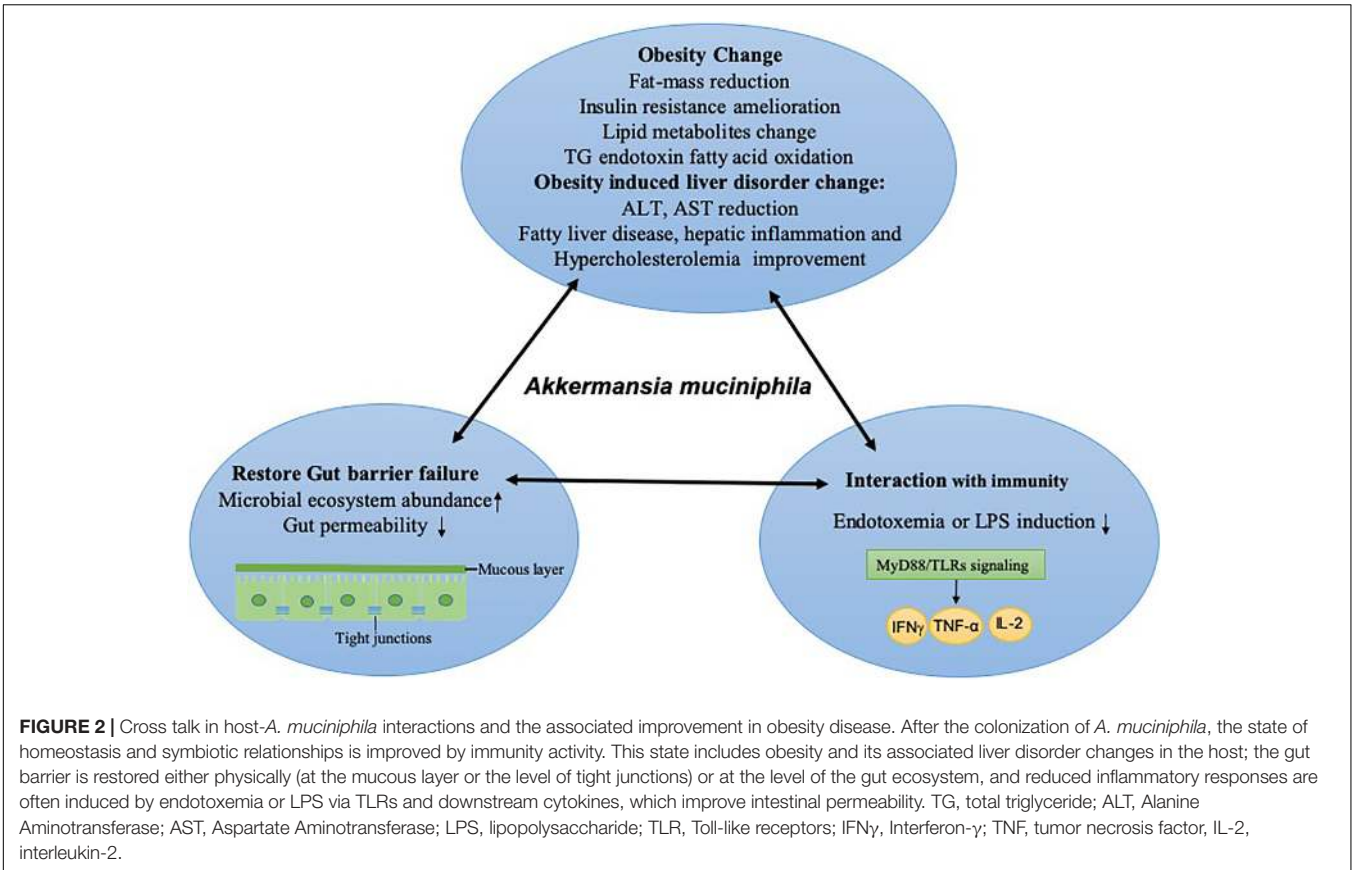 Obesity Change
Fat-mass reduction
Insulin resistance amelioration
Lipid metabolites change
TG endotoxin fatty acid oxidation
Obesity induced liver disorder change:
ALT, AST reduction
Fatty liver disease, hepatic inflammation and
Hypercholesterolemia improvement
Akkermansia muciniphila
Restore Gut barrier failure
Microbial ecosystem abundance↑
Gut permeability ↓
Mucous layer
Tight junctions
Interaction with immunity
Endotoxemia or LPS induction ↓
MyD88/TLRs signaling
IFNγ TNF-α IL-2
FIGURE 2 | Cross talk in host-A. muciniphila interactions and the associated improvement in obesity disease. After the colonization of A. muciniphila, the state of
homeostasis and symbiotic relationships is improved by immunity activity. This state includes obesity and its associated liver disorder changes in the host; the gut
barrier is restored either physically (at the mucous layer or the level of tight junctions) or at the level of the gut ecosystem, and reduced inflammatory responses are
often induced by endotoxemia or LPS via TLRs and downstream cytokines, which improve intestinal permeability. TG, total triglyceride; ALT, Alanine
Aminotransferase; AST, Aspartate Aminotransferase; LPS, lipopolysaccharide; TLR, Toll-like receptors; IFNγ, Interferon-γ; TNF, tumor necrosis factor, IL-2,
interleukin-2.